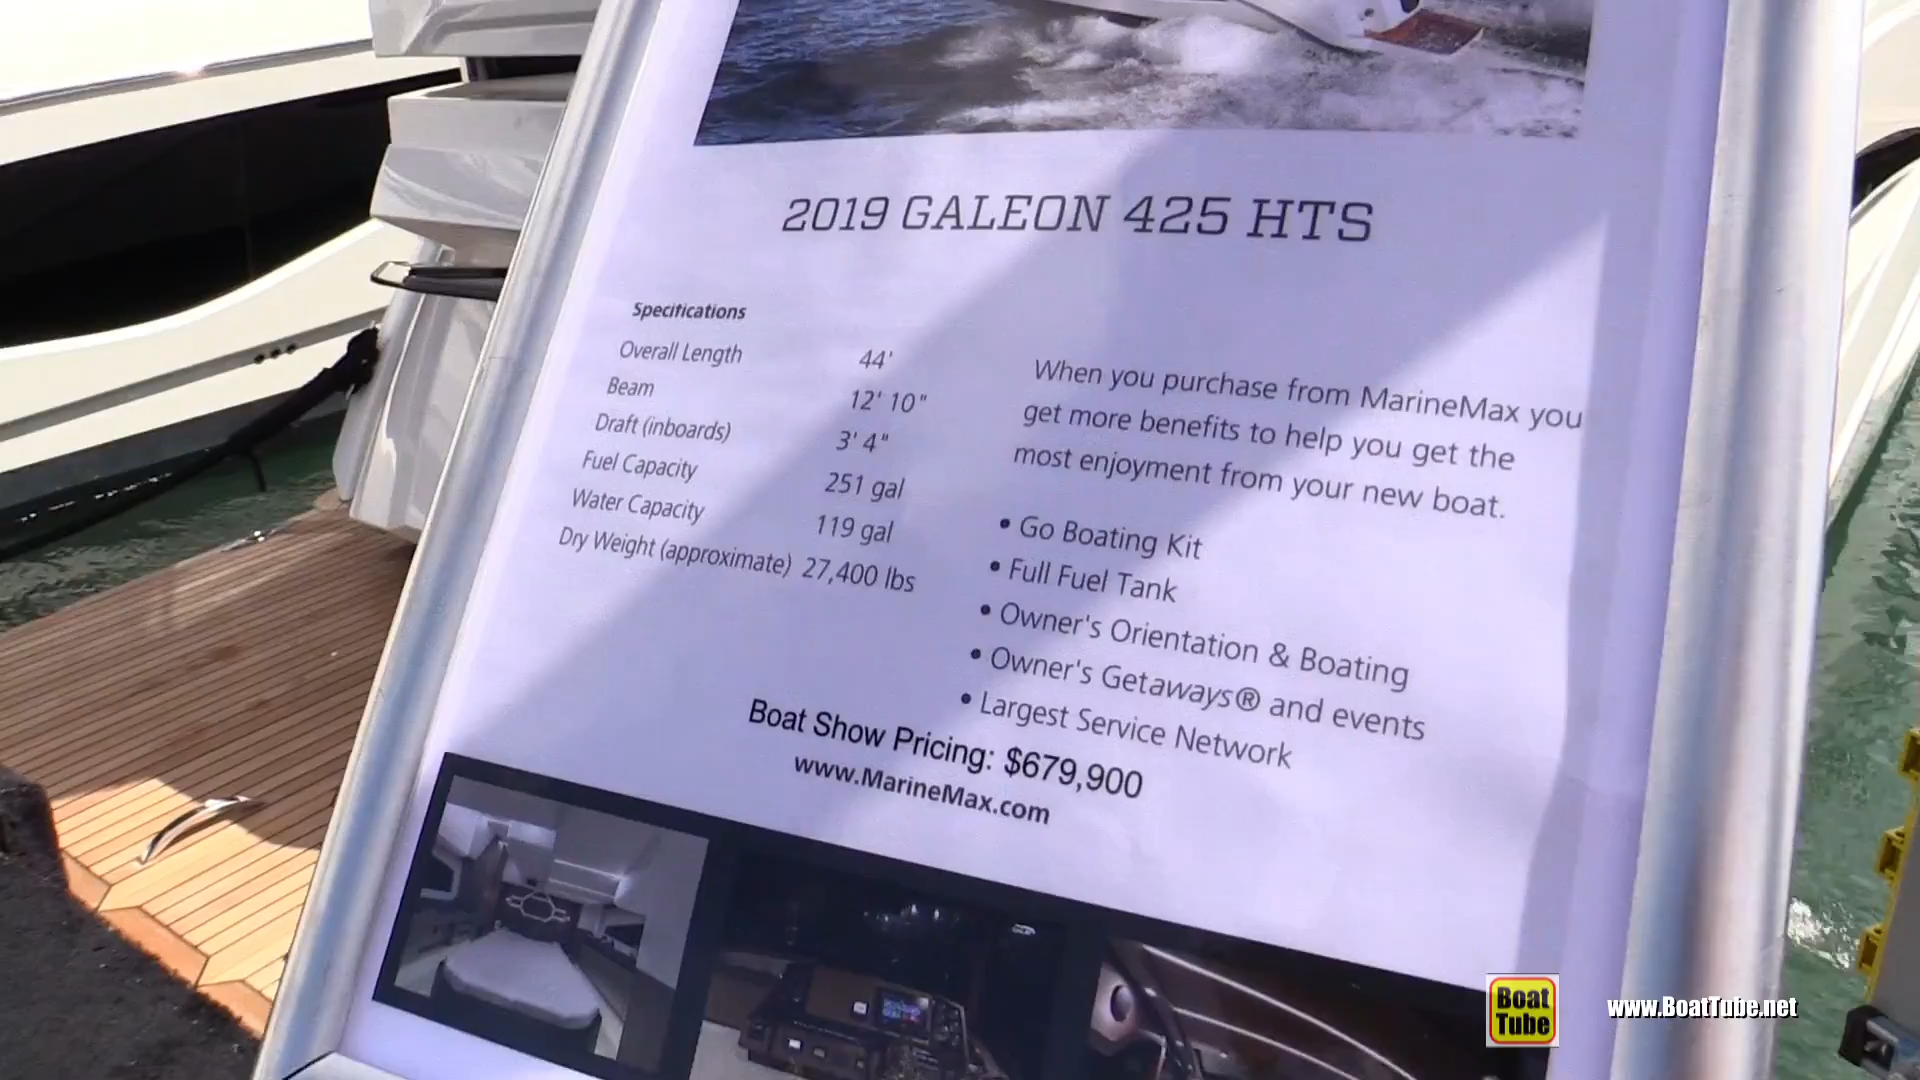 2019 GALEON 425 HTS
Specifications
Overall Length 44'
Beam 12' 10"
Draft (inboards) 3' 4"
Fuel Capacity 251 gal
Water Capacity 119 gal
Dry Weight (approximate) 27,400 lbs
When you purchase from MarineMax you
get more benefits to help you get the
most enjoyment from your new boat.
• Go Boating Kit
• Full Fuel Tank
• Owner's Orientation & Boating
• Owner's Getaways® and events
• Largest Service Network
Boat Show Pricing: $679,900
www.MarineMax.com
Boat
Tube
www.BoatTube.net